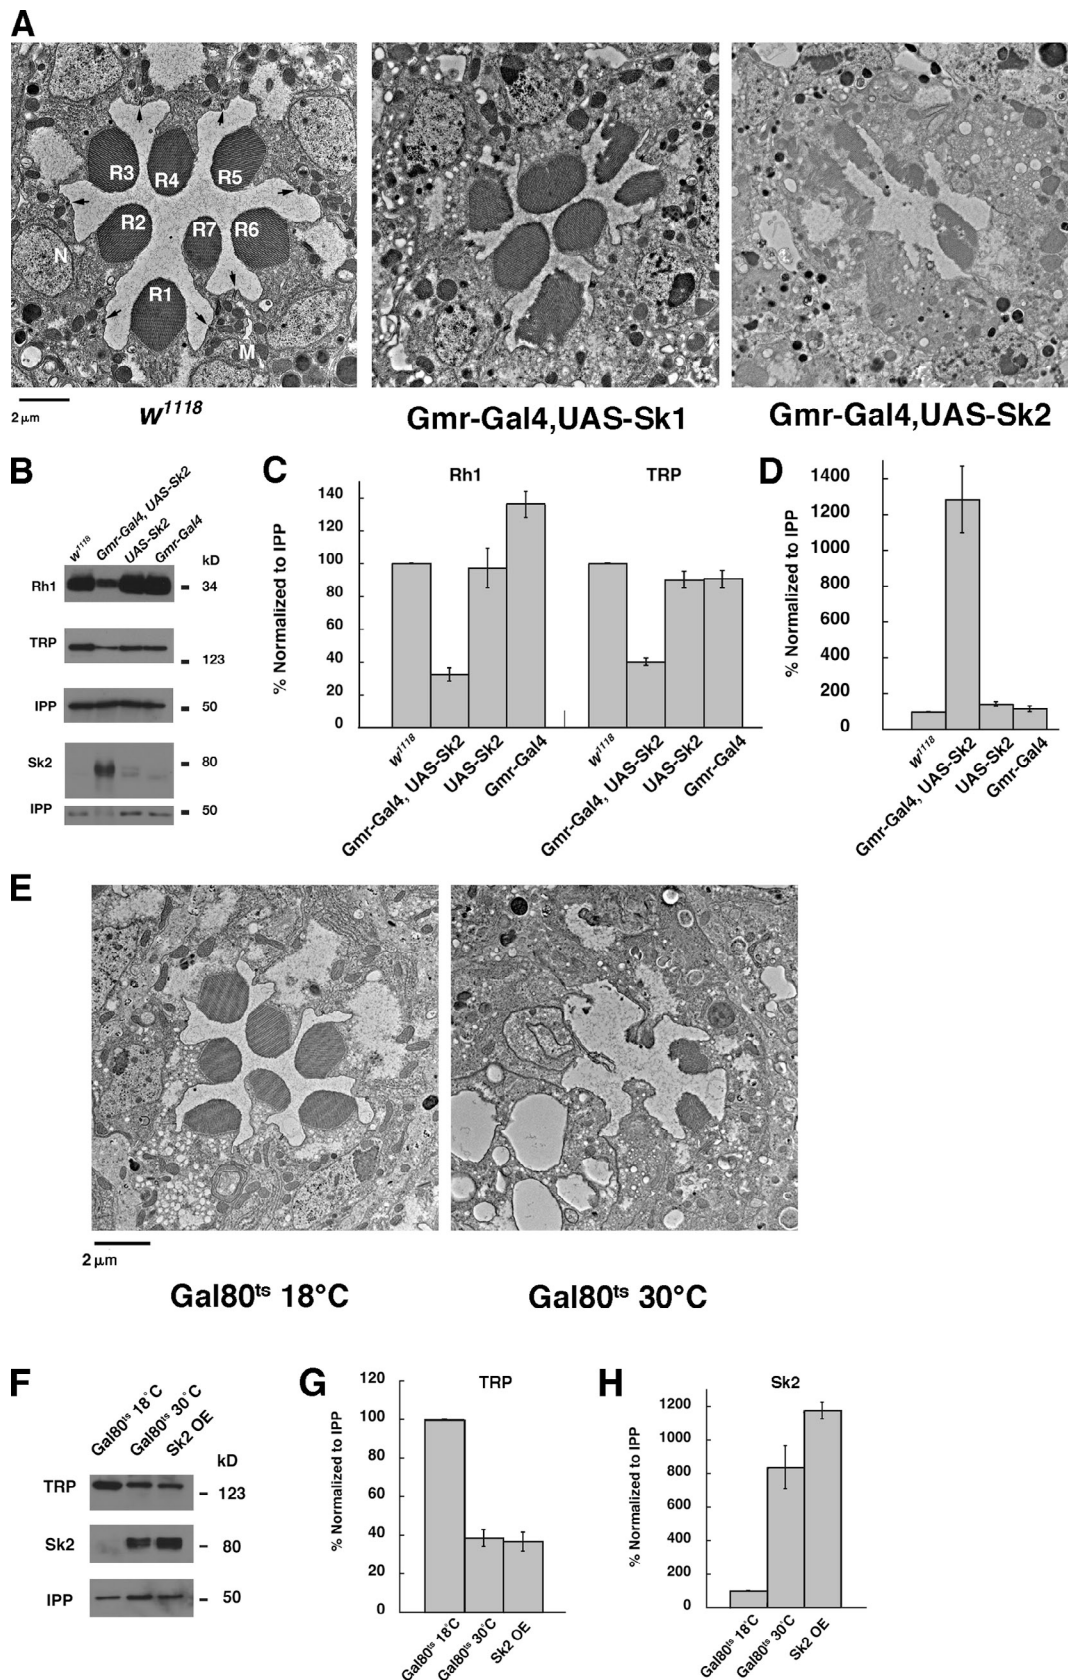 A
R3
R4
R5
R2
R7
R6
N
R1
M
2 μm
w1118
Gmr-Gal4,UAS-Sk1
Gmr-Gal4,UAS-Sk2
B
w1118
Gmr-Gal4, UAS-Sk2
UAS-Sk2
Gmr-Gal4
kD
Rh1
34
TRP
123
IPP
50
Sk2
80
IPP
50
C
Rh1
TRP
% Normalized to IPP
140
120
100
80
60
40
20
0
w1118
Gmr-Gal4, UAS-Sk2
UAS-Sk2
Gmr-Gal4
w1118
Gmr-Gal4, UAS-Sk2
UAS-Sk2
Gmr-Gal4
D
% Normalized to IPP
1400
1200
1000
800
600
400
200
0
w1118
Gmr-Gal4, UAS-Sk2
UAS-Sk2
Gmr-Gal4
E
2 μm
Gal80ts 18°C
Gal80ts 30°C
F
Gal80ts 18°C
Gal80ts 30°C
Sk2 OE
kD
TRP
123
Sk2
80
IPP
50
G
TRP
% Normalized to IPP
120
100
80
60
40
20
0
Gal80ts 18°C
Gal80ts 30°C
Sk2 OE
H
Sk2
% Normalized to IPP
1200
1000
800
600
400
200
0
Gal80ts 18°C
Gal80ts 30°C
Sk2 OE